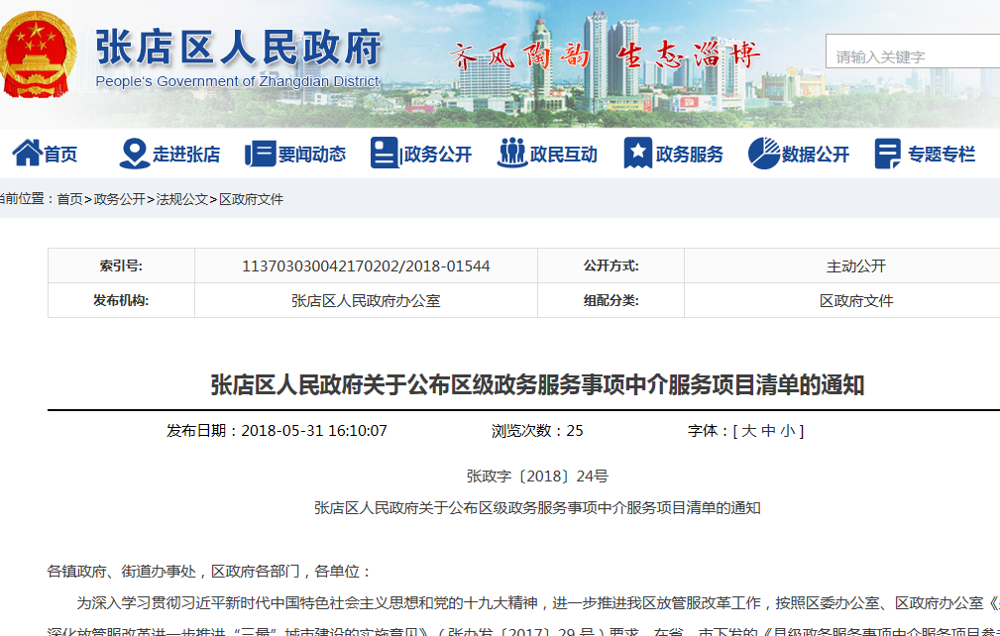 张店区人民政府
People's Government of Zhangdian District
齐风陶韵 生态淄博
请输入关键字
首页 走进张店 要闻动态 政务公开 政民互动 政务服务 数据公开 专题专栏
当前位置：首页>政务公开>法规公文>区政府文件
索引号: 113703030042170202/2018-01544 公开方式: 主动公开
发布机构: 张店区人民政府办公室 组配分类: 区政府文件
张店区人民政府关于公布区级政务服务事项中介服务项目清单的通知
发布日期：2018-05-31 16:10:07 浏览次数：25 字体：[ 大 中 小 ]
张政字〔2018〕24号
张店区人民政府关于公布区级政务服务事项中介服务项目清单的通知
各镇政府、街道办事处，区政府各部门，各单位：
为深入学习贯彻习近平新时代中国特色社会主义思想和党的十九大精神，进一步推进我区放管服改革工作，按照区委办公室、区政府办公室《
深化放管服改革进一步推进“三最”城市建设的实施意见》（张办发〔2017〕29 号）要求，在省、市下发的《县级政务服务事项中介服务项目参